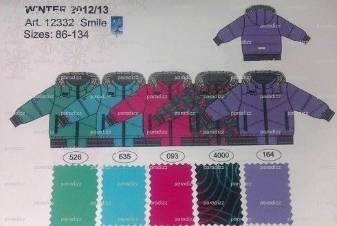 WINTER 2012/13
Art. 12332 Smile
Sizes: 86-134
526 635 093 4000 164